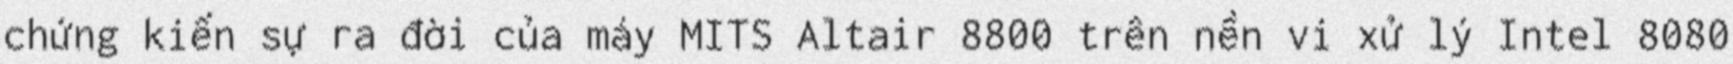 chứng kiến sự ra đời của máy MITS Altair 8800 trên nền vi xử lý Intel 8080